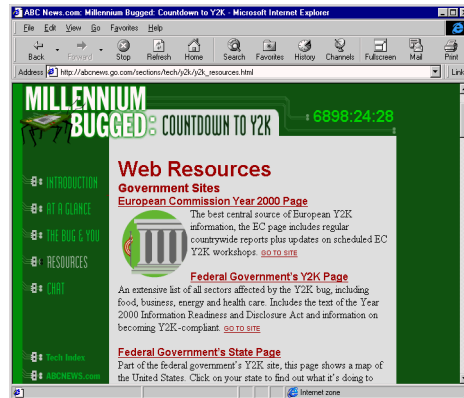 ABC News.com: Millennium Bugged: Countdown to Y2K - Microsoft Internet Explorer
File Edit View Go Favorites Help
Back Forward Stop Refresh Home Search Favorites History Channels Fullscreen Mail Print
Address http://abcnews.go.com/sections/tech/y2k/y2k_resources.html Link
MILLENNIUM
BUGGED: COUNTDOWN TO Y2K
6898:24:28
INTRODUCTION
AT A GLANCE
THE BUG & YOU
RESOURCES
CHAT
Tech Index
ABCNEWS.com
Web Resources
Government Sites
European Commission Year 2000 Page
The best central source of European Y2K
information, the EC page includes regular
countrywide reports plus updates on scheduled EC
Y2K workshops. GO TO SITE
Federal Government's Y2K Page
An extensive list of all sectors affected by the Y2K bug, including
food, business, energy and health care. Includes the text of the Year
2000 Information Readiness and Disclosure Act and information on
becoming Y2K-compliant. GO TO SITE
Federal Government's State Page
Part of the federal government's Y2K site, this page shows a map of
the United States. Click on your state to find out what it's doing to
Internet zone